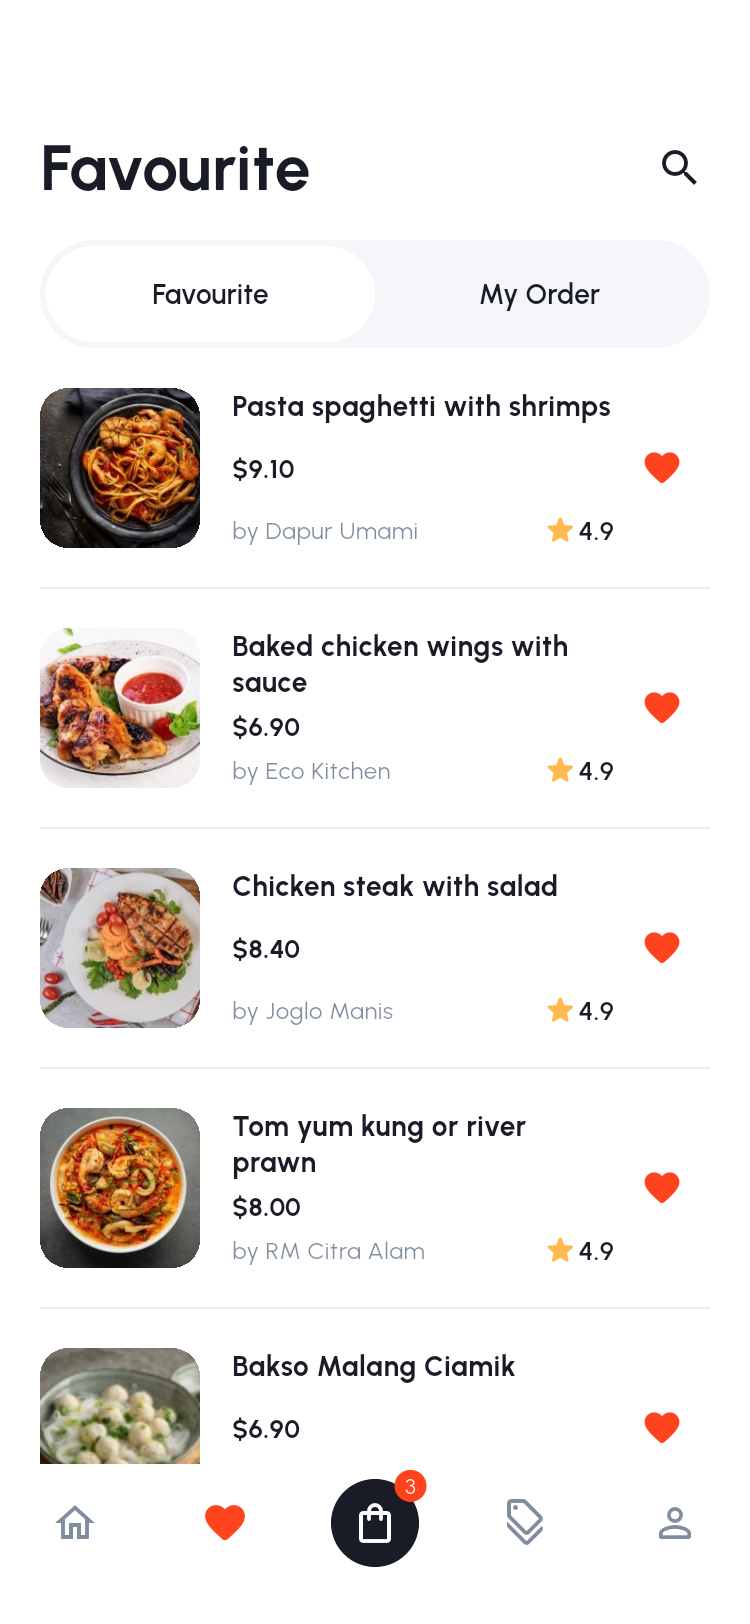 Favourite
Favourite
My Order
Pasta spaghetti with shrimps
$9.10
by Dapur Umami
4.9
Baked chicken wings with
sauce
$6.90
by Eco Kitchen
4.9
Chicken steak with salad
$8.40
by Joglo Manis
4.9
Tom yum kung or river
prawn
$8.00
by RM Citra Alam
4.9
Bakso Malang Ciamik
$6.90
3